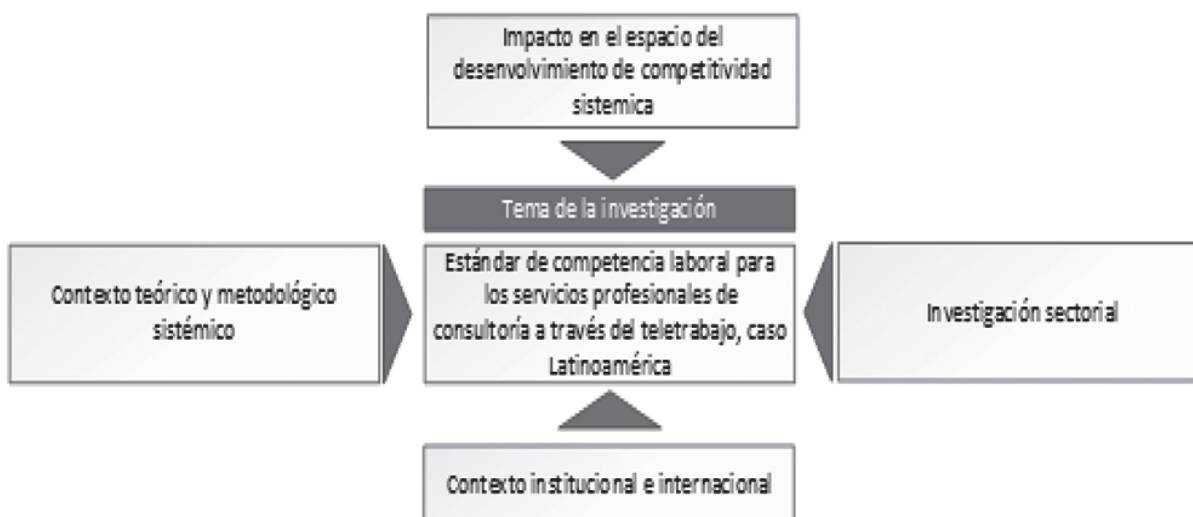 Impacto en el espacio del
desenvolvimiento de competitividad
sistemica
Tema de la investigación
Contexto teórico y metodológico
sistémico
Estándar de competencia laboral para
los servicios profesionales de
consultoría a través del teletrabajo, caso
Latinoamérica
Investigación sectorial
Contexto institucional e internacional